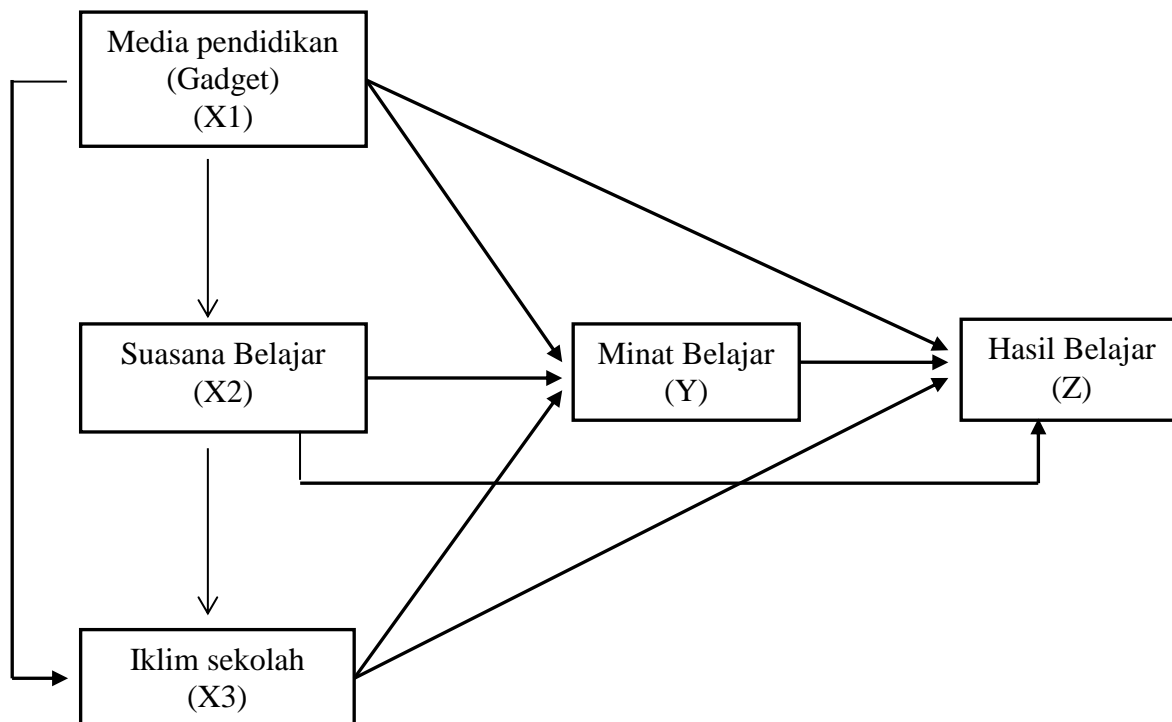 Media pendidikan
(Gadget)
(X1)
Suasana Belajar
(X2)
Minat Belajar
(Y)
Hasil Belajar
(Z)
Iklim sekolah
(X3)